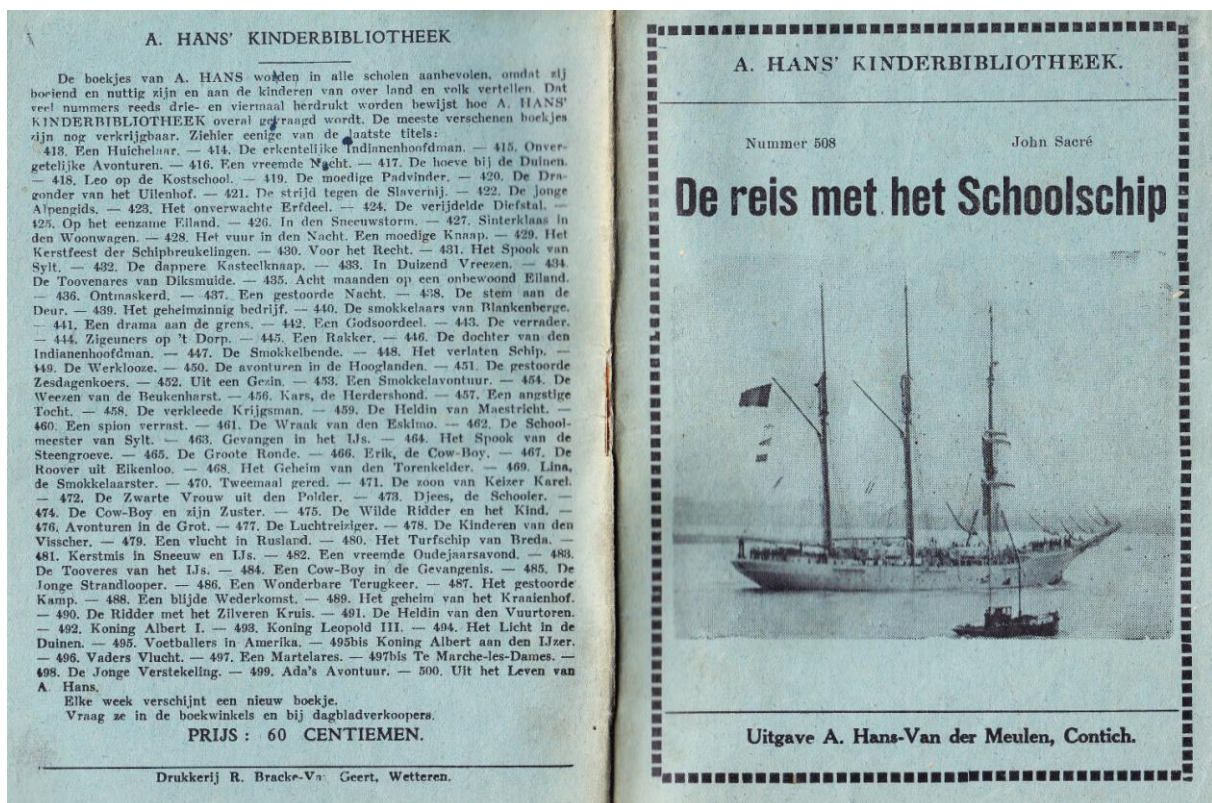 A. HANS' KINDERBIBLIOTHEEK
De boekjes van A. HANS worden in alle scholen aanbevolen, omdat zij
boeiend en nuttig zijn en aan de kinderen van over land en volk vertellen. Dat
veel nummers reeds drie- en viermaal herdrukt worden bewijst hoe A. HANS'
KINDERBIBLIOTHEEK overal gevraagd wordt. De meeste verschenen boekjes
zijn nog verkrijgbaar. Ziehier eenige van de laatste titels:
413. Een Huichelaar. — 414. De erkentelijke Indianenhoofdman. — 415. Onver-
getelijke Avonturen. — 416. Een vreemde Nacht. — 417. De hoeve bij de Duinen.
— 418. Leo op de Kostschool. — 419. De moedige Padvinder. — 420. De Dra-
gonder van het Uilenhof. — 421. De strijd tegen de Slavernij. — 422. De jonge
Alpengids. — 423. Het onverwachte Erfdeel. — 424. De verijdelde Diefstal. —
425. Op het eenzame Eiland. — 426. In den Sneeuwstorm. — 427. Sinterklaas in
den Woonwagen. — 428. Het vuur in den Nacht. Een moedige Knaap. — 429. Het
Kerstfeest der Schipbreukelingen. — 430. Voor het Recht. — 431. Het Spook van
Sylt. — 432. De dappere Kasteelknaap. — 433. In Duizend Vreezen. — 434.
De Toovenares van Diksmuide. — 435. Acht maanden op een onbewoond Eiland.
— 436. Ontmaskerd. — 437. Een gestoorde Nacht. — 438. De stem aan de
Deur. — 439. Het geheimzinnig bedrijf. — 440. De smokkelaars van Blankenberge.
— 441. Een drama aan de grens. — 442. Een Godsoordeel. — 443. De verrader.
— 444. Zigeuners op 't Dorp. — 445. Een Rakker. — 446. De dochter van den
Indianenhoofdman. — 447. De Smokkelbende. — 448. Het verlaten Schip. —
449. De Werklooze. — 450. De avonturen in de Hooglanden. — 451. De gestoorde
Zesdagenkoers. — 452. Uit een Gezin. — 453. Een Smokkelavontuur. — 454. De
Weezen van de Beukenharst. — 456. Kars, de Herdershond. — 457. Een angstige
Tocht. — 458. De verkleede Krijgsman. — 459. De Heldin van Maestricht. —
460. Een spion verrast. — 461. De Wraak van den Eskimo. — 462. De School-
meester van Sylt. — 463. Gevangen in het IJs. — 464. Het Spook van de
Steengroeve. — 465. De Groote Ronde. — 466. Erik, de Cow-Boy. — 467. De
Roover uit Eikenloo. — 468. Het Geheim van den Torenkelder. — 469. Lina,
de Smokkelaarster. — 470. Tweemaal gered. — 471. De zoon van Keizer Karel.
— 472. De Zwarte Vrouw uit den Polder. — 473. Djees, de Schooier. —
474. De Cow-Boy en zijn Zuster. — 475. De Wilde Ridder en het Kind. —
476. Avonturen in de Grot. — 477. De Luchtreiziger. — 478. De Kinderen van den
Visscher. — 479. Een vlucht in Rusland. — 480. Het Turfschip van Breda. —
481. Kerstmis in Sneeuw en IJs. — 482. Een vreemde Oudejaarsavond. — 483.
De Tooveres van het IJs. — 484. Een Cow-Boy in de Gevangenis. — 485. De
Jonge Strandlooper. — 486. Een Wonderbare Terugkeer. — 487. Het gestoorde
Kamp. — 488. Een blijde Wederkomst. — 489. Het geheim van het Kraaienhof.
— 490. De Ridder met het Zilveren Kruis. — 491. De Heldin van den Vuurtoren.
— 492. Koning Albert I. — 493. Koning Leopold III. — 494. Het Licht in de
Duinen. — 495. Voetballers in Amerika. — 495bis Koning Albert aan den IJzer.
— 496. Vaders Vlucht. — 497. Een Martelares. — 497bis Te Marche-les-Dames. —
498. De Jonge Verstekeling. — 499. Ada's Avontuur. — 500. Uit het Leven van
A. Hans.
Elke week verschijnt een nieuw boekje.
Vraag ze in de boekwinkels en bij dagbladverkoopers.
PRIJS : 60 CENTIEMEN.
Drukkerij R. Bracke-Va Geert, Wetteren.
A. HANS' KINDERBIBLIOTHEEK.
Nummer 508 John Sacré
De reis met het Schoolschip
Uitgave A. Hans-Van der Meulen, Contich.